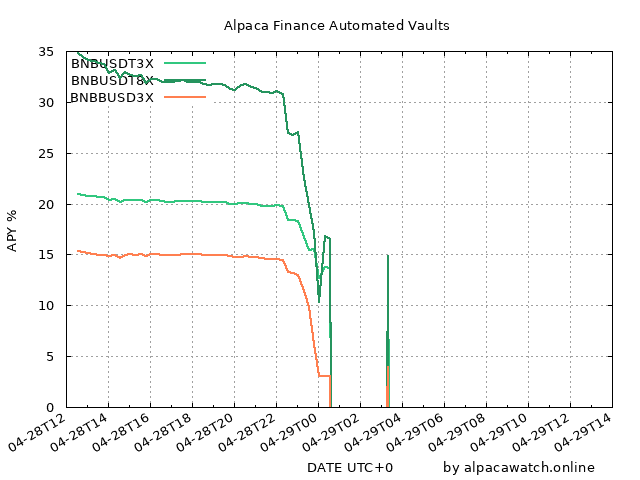 Alpaca Finance Automated Vaults
35
30
25
20
15
10
5
0
APY %
BNBUSDT3X
BNBUSDT8X
BNBBUSD3X
04-28T12
04-28T14
04-28T16
04-28T18
04-28T20
04-28T22
04-29T00
04-29T02
04-29T04
04-29T06
04-29T08
04-29T10
04-29T12
04-29T14
DATE UTC+0 by alpacawatch.online